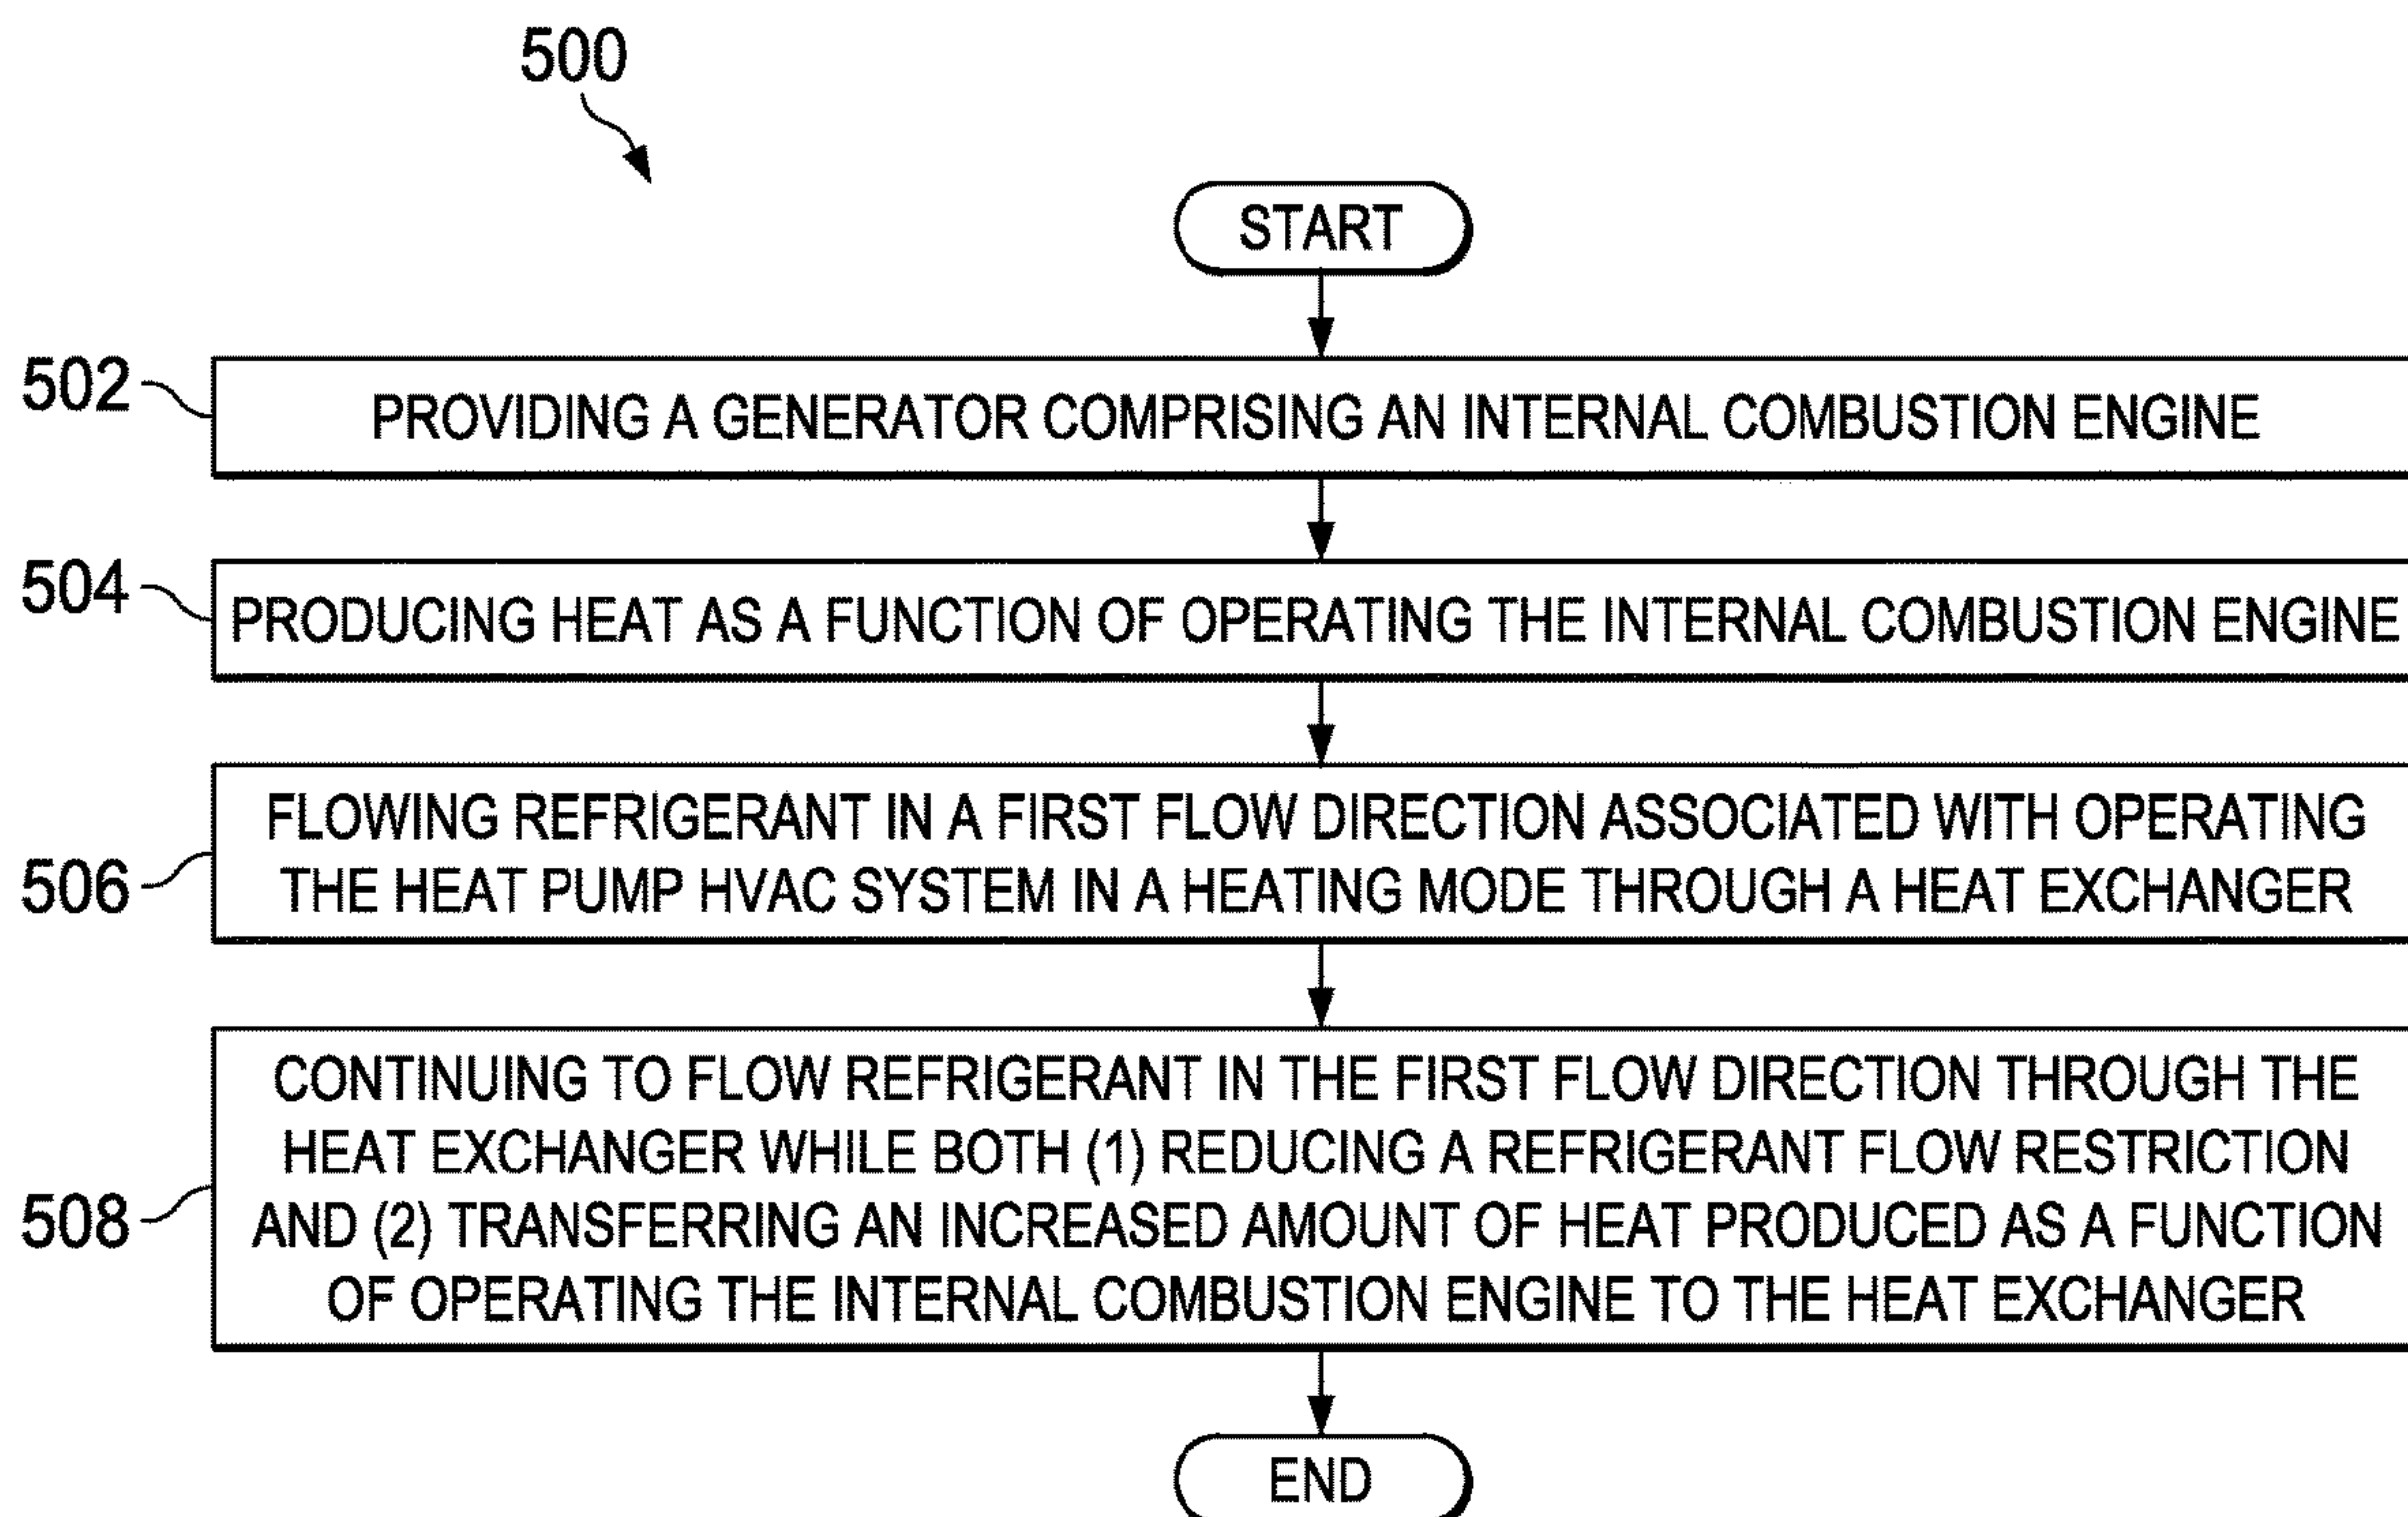 500
START
502
PROVIDING A GENERATOR COMPRISING AN INTERNAL COMBUSTION ENGINE
504
PRODUCING HEAT AS A FUNCTION OF OPERATING THE INTERNAL COMBUSTION ENGINE
506
FLOWING REFRIGERANT IN A FIRST FLOW DIRECTION ASSOCIATED WITH OPERATING
THE HEAT PUMP HVAC SYSTEM IN A HEATING MODE THROUGH A HEAT EXCHANGER
508
CONTINUING TO FLOW REFRIGERANT IN THE FIRST FLOW DIRECTION THROUGH THE
HEAT EXCHANGER WHILE BOTH (1) REDUCING A REFRIGERANT FLOW RESTRICTION
AND (2) TRANSFERRING AN INCREASED AMOUNT OF HEAT PRODUCED AS A FUNCTION
OF OPERATING THE INTERNAL COMBUSTION ENGINE TO THE HEAT EXCHANGER
END